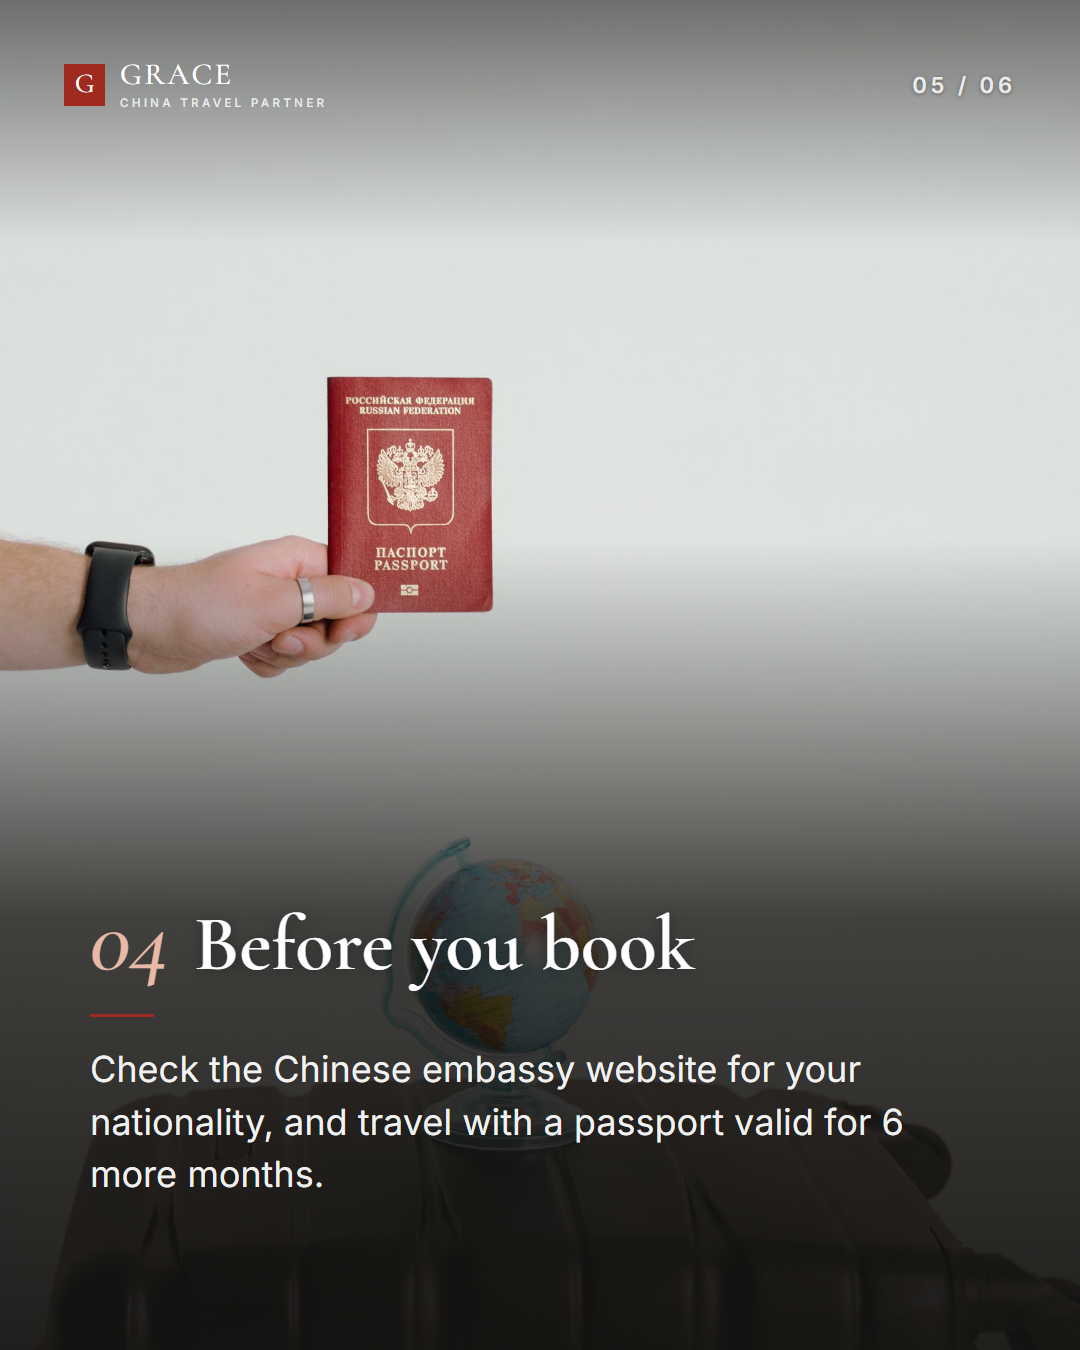 G
GRACE
CHINA TRAVEL PARTNER
05 / 06
РОССИЙСКАЯ ФЕДЕРАЦИЯ
RUSSIAN FEDERATION
ПАСПОРТ
PASSPORT
04 Before you book
Check the Chinese embassy website for your
nationality, and travel with a passport valid for 6
more months.